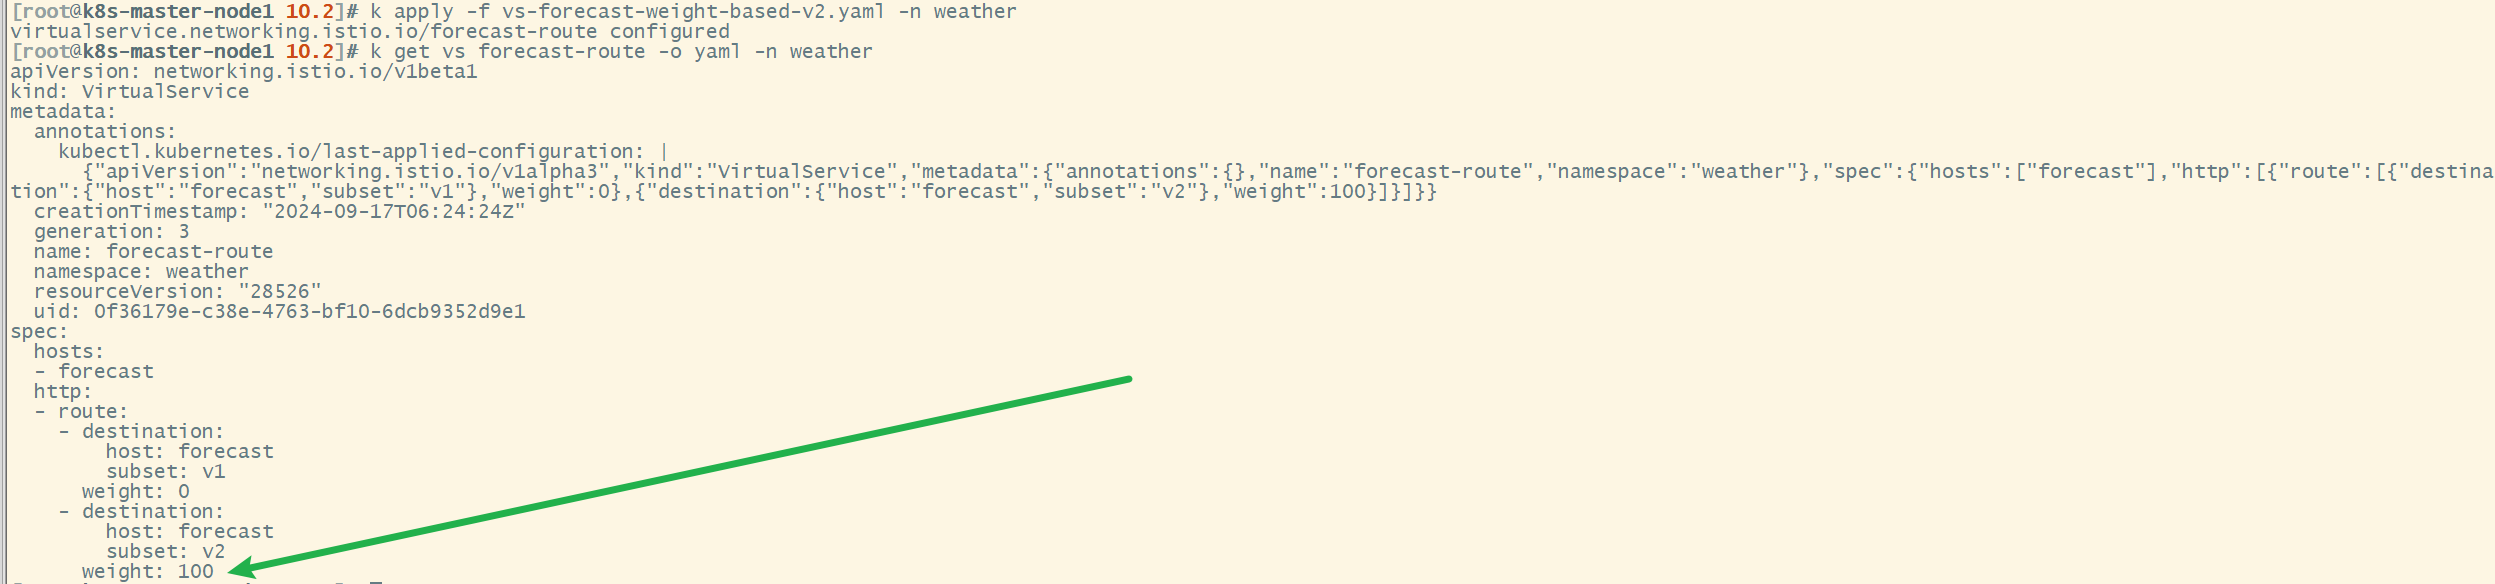 [root@k8s-master-node1 10.2]# k apply -f vs-forecast-weight-based-v2.yaml -n weather
virtualservice.networking.istio.io/forecast-route configured
[root@k8s-master-node1 10.2]# k get vs forecast-route -o yaml -n weather
apiVersion: networking.istio.io/v1beta1
kind: VirtualService
metadata:
  annotations:
    kubectl.kubernetes.io/last-applied-configuration: |
      {"apiVersion":"networking.istio.io/v1alpha3","kind":"VirtualService","metadata":{"annotations":{},"name":"forecast-route","namespace":"weather"},"spec":{"hosts":["forecast"],"http":[{"route":[{"destina
tion":{"host":"forecast","subset":"v1"},"weight":0},{"destination":{"host":"forecast","subset":"v2"},"weight":100}]}]}}
  creationTimestamp: "2024-09-17T06:24:24Z"
  generation: 3
  name: forecast-route
  namespace: weather
  resourceVersion: "28526"
  uid: 0f36179e-c38e-4763-bf10-6dcb9352d9e1
spec:
  hosts:
  - forecast
  http:
  - route:
    - destination:
        host: forecast
        subset: v1
      weight: 0
    - destination:
        host: forecast
        subset: v2
      weight: 100